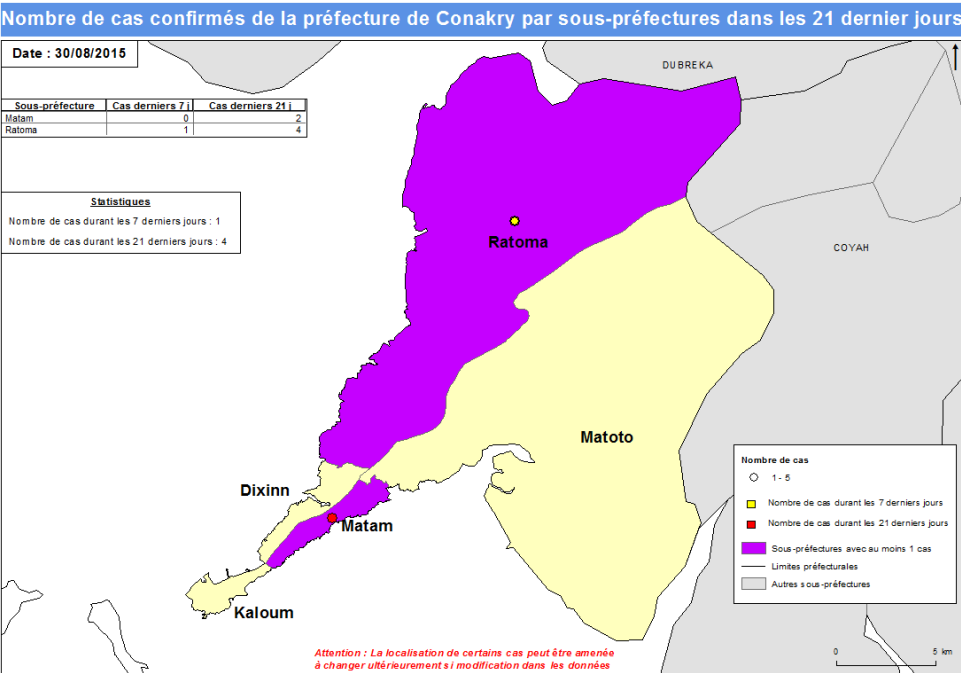 Nombre de cas confirmés de la préfecture de Conakry par sous-préfectures dans les 21 dernier jours
Date : 30/08/2015
DUBREKA
Sous-préfecture Cas derniers 7 j Cas derniers 21 j
Matam 0 2
Ratoma 1 4
Statistiques
Nombre de cas durant les 7 derniers jours : 1
Nombre de cas durant les 21 derniers jours : 4
Ratoma
COYAH
Matoto
Dixinn
Matam
Kaloum
Nombre de cas
1 - 5
Nombre de cas durant les 7 derniers jours
Nombre de cas durant les 21 derniers jours
Sous-préfectures avec au moins 1 cas
Limites préfecturales
Autres sous-préfectures
Attention : La localisation de certains cas peut être amenée
à changer ultérieurement si modification dans les données
0 5 km